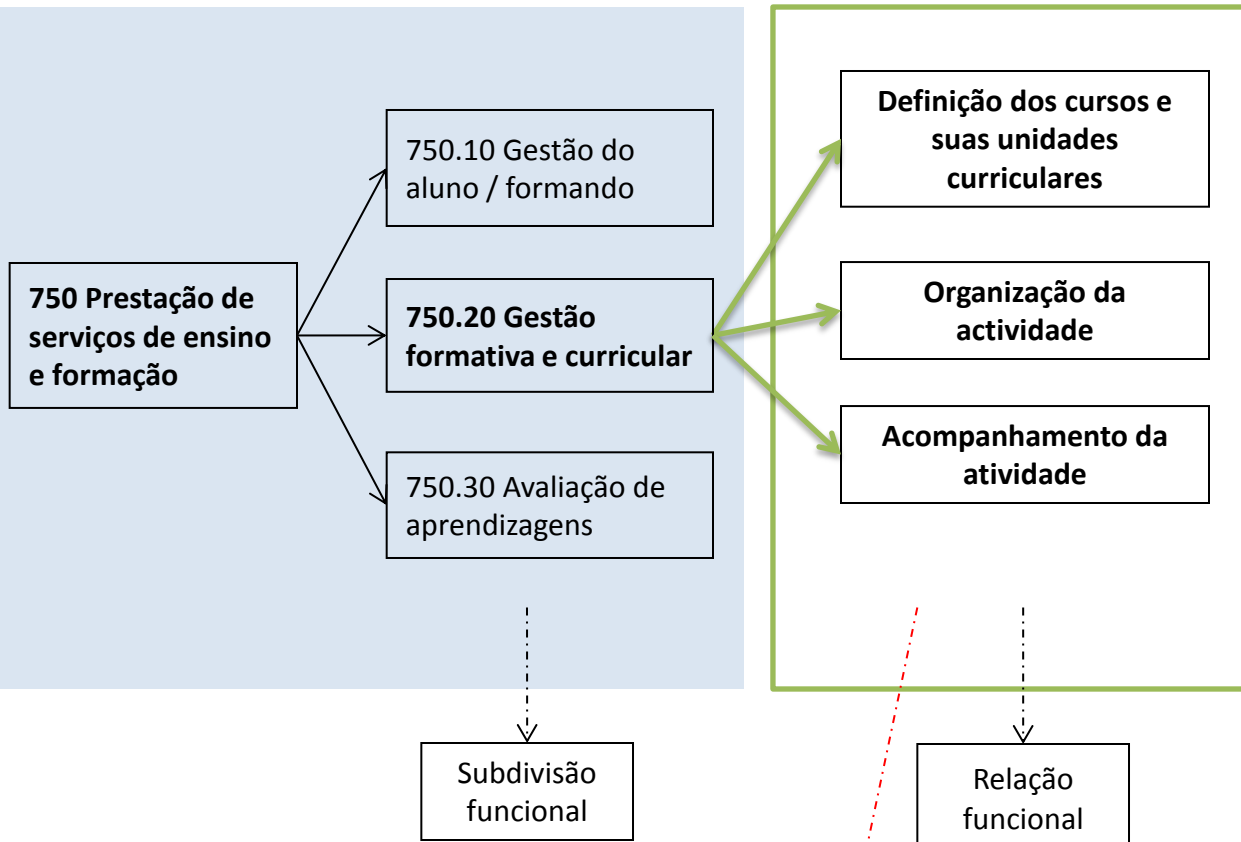 750 Prestação de
serviços de ensino
e formação
750.10 Gestão do
aluno / formando
750.20 Gestão
formativa e curricular
750.30 Avaliação de
aprendizagens
Definição dos cursos e
suas unidades
curriculares
Organização da
actividade
Acompanhamento da
atividade
Subdivisão
funcional
Relação
funcional